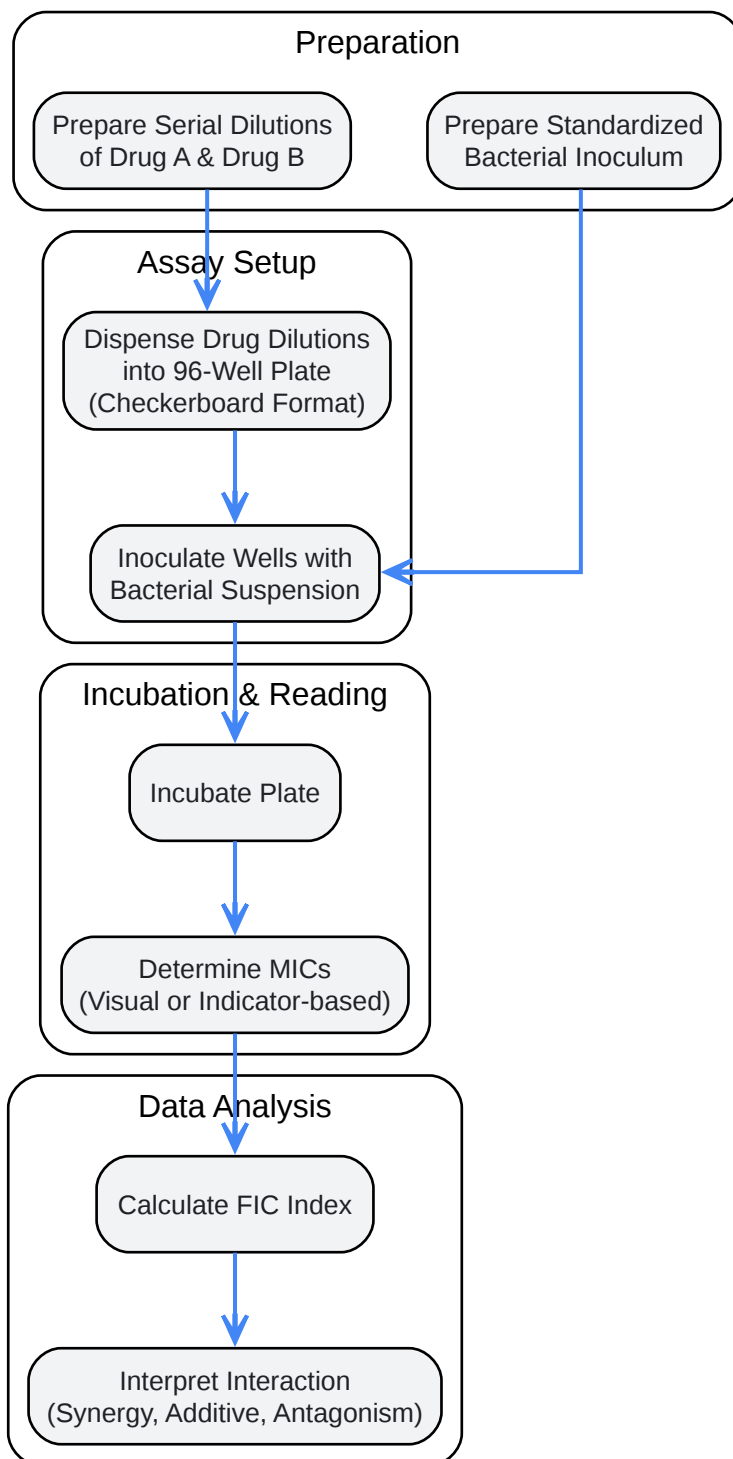 Preparation
Prepare Serial Dilutions
of Drug A & Drug B
Prepare Standardized
Bacterial Inoculum
Assay Setup
Dispense Drug Dilutions
into 96-Well Plate
(Checkerboard Format)
Inoculate Wells with
Bacterial Suspension
Incubation & Reading
Incubate Plate
Determine MICs
(Visual or Indicator-based)
Data Analysis
Calculate FIC Index
Interpret Interaction
(Synergy, Additive, Antagonism)